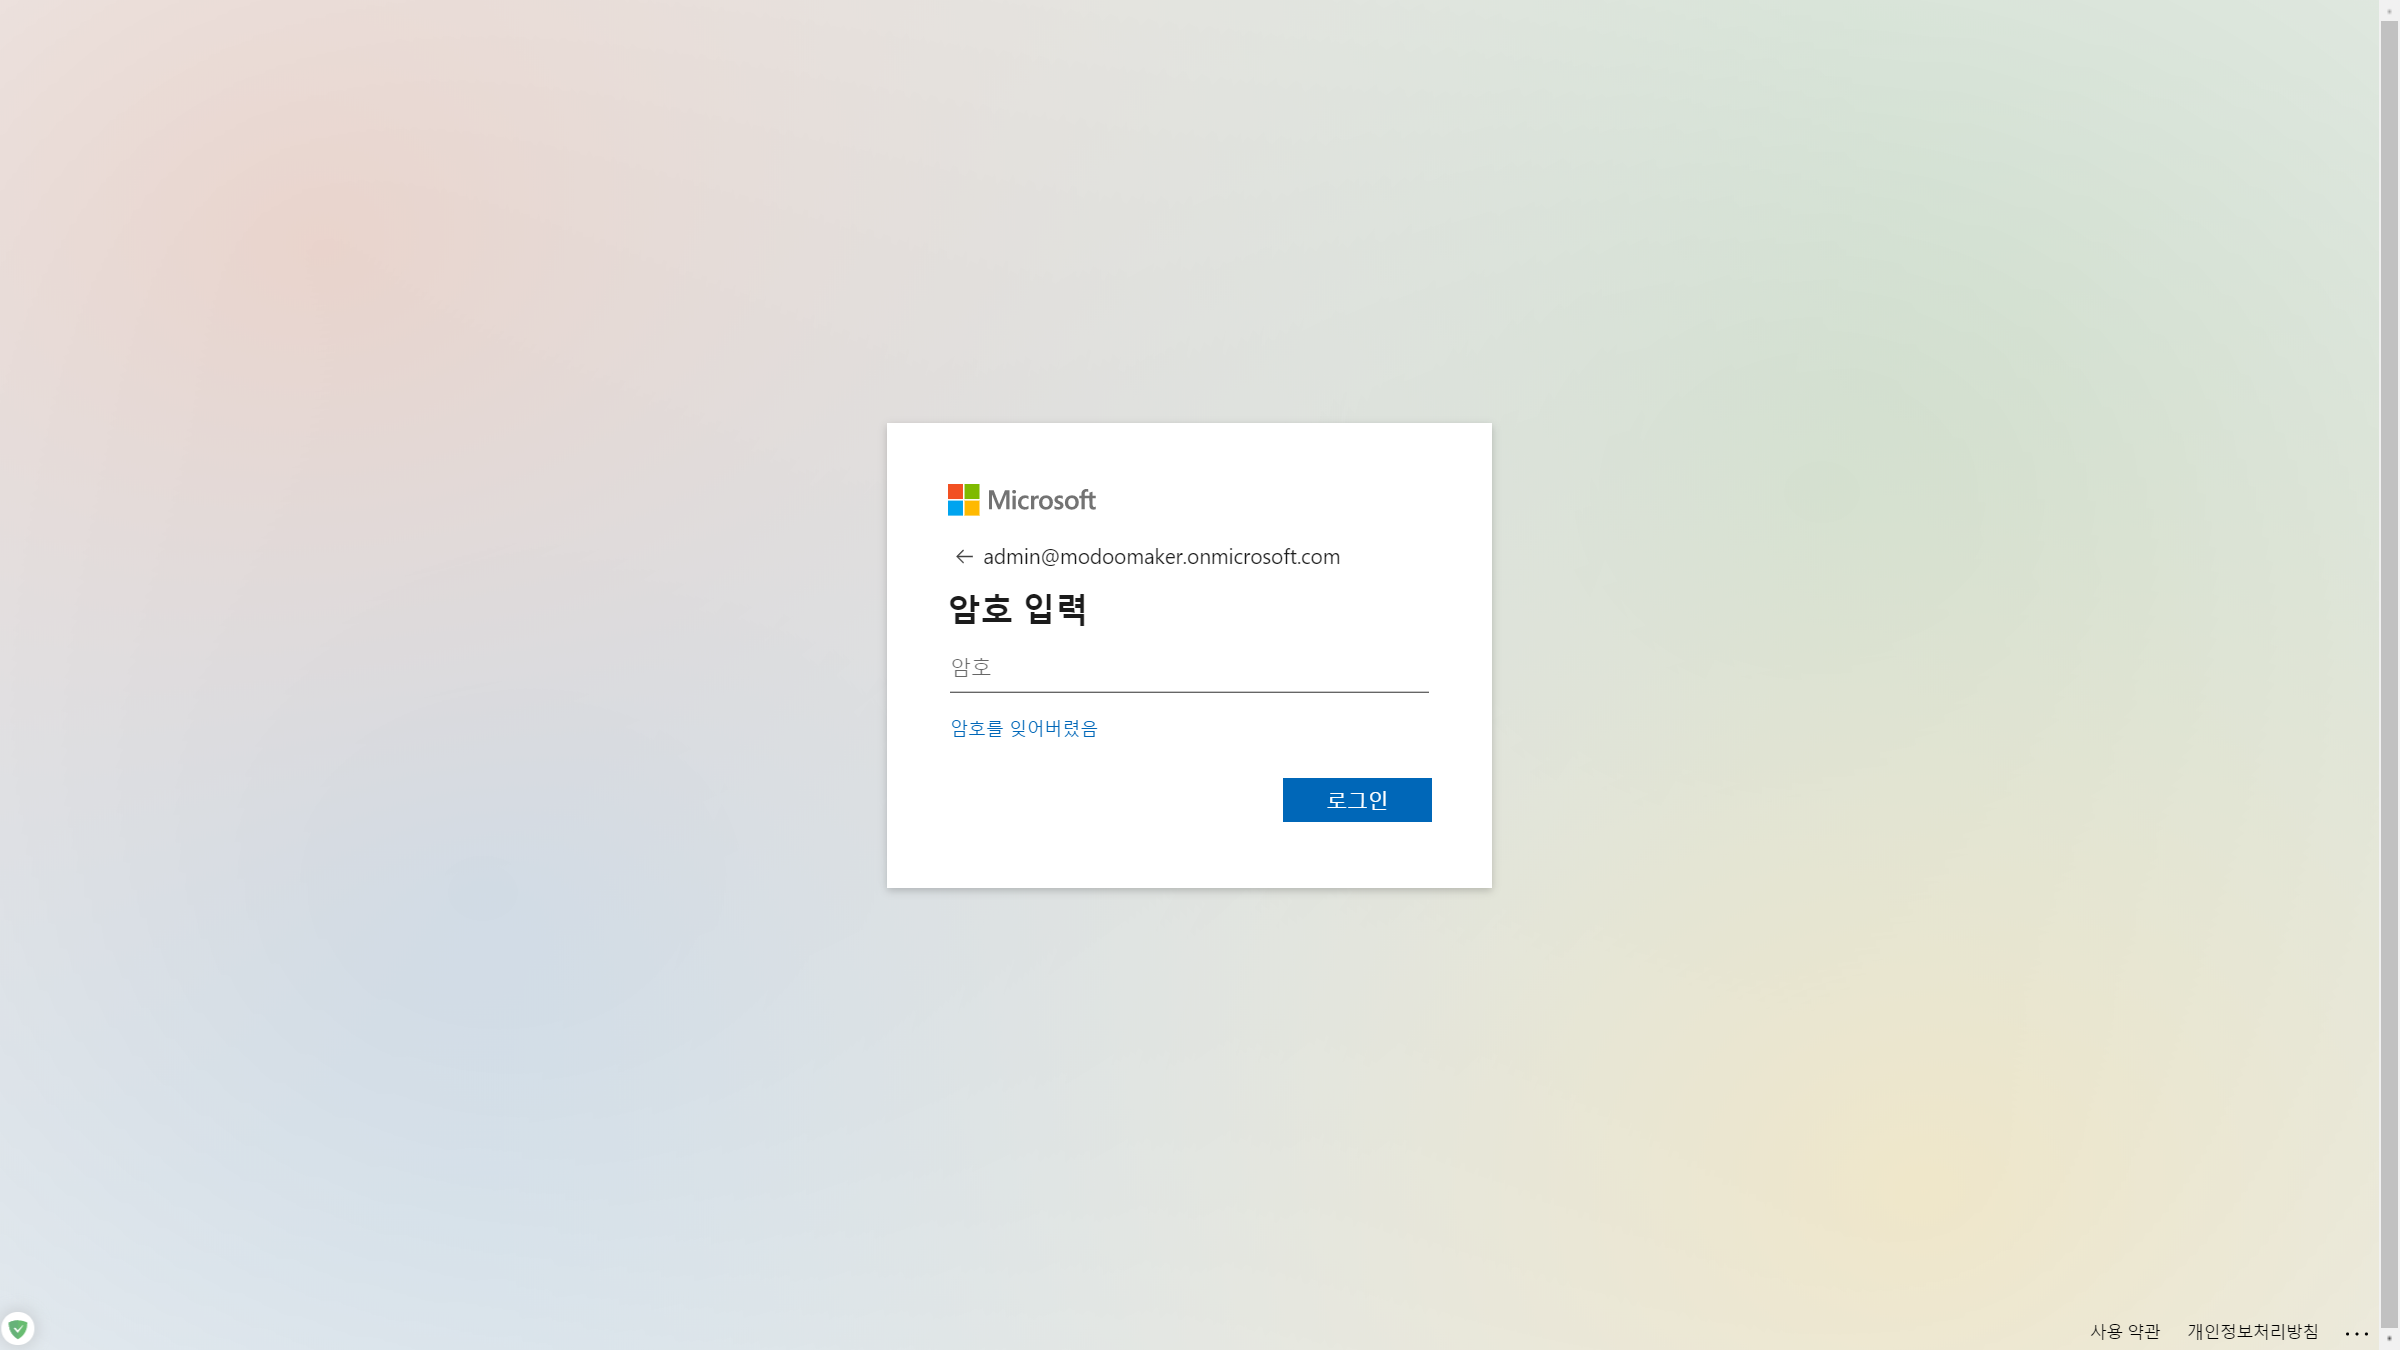 Microsoft
admin@modoomaker.onmicrosoft.com
암호 입력
암호
암호를 잊어버렸음
로그인
사용 약관 개인정보처리방침 ...